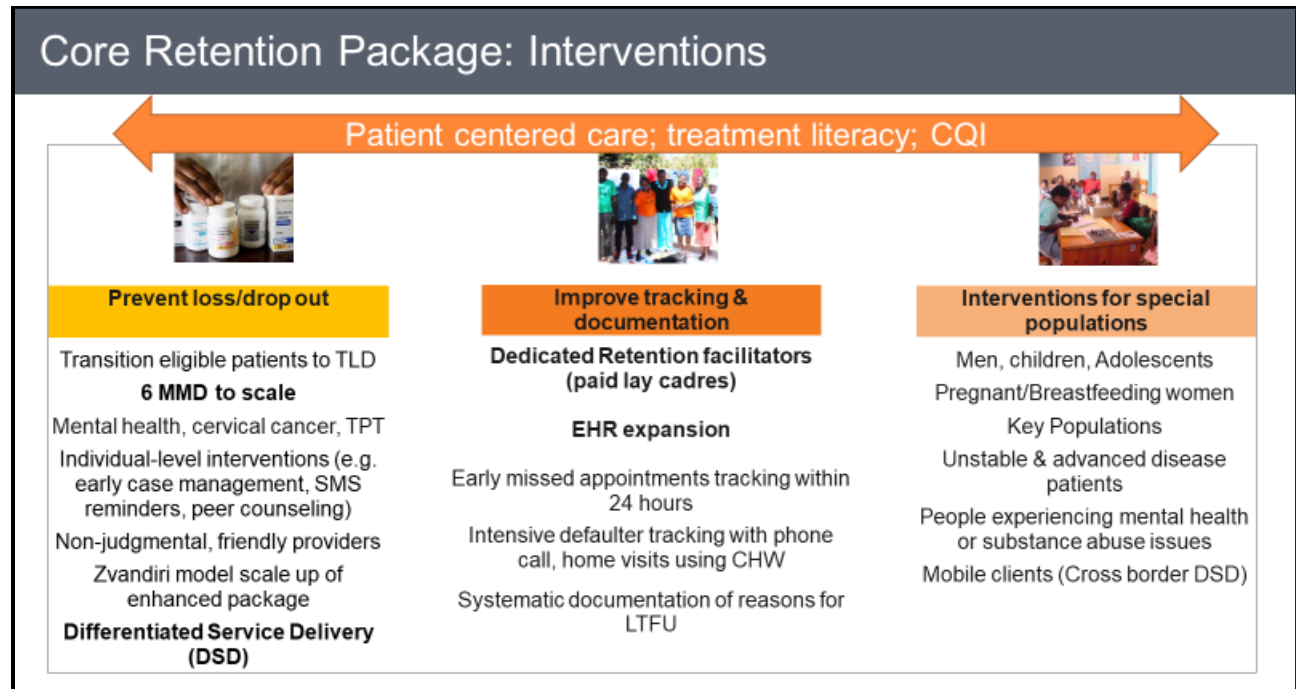 Core Retention Package: Interventions
Patient centered care; treatment literacy; CQI
Prevent loss/drop out
Transition eligible patients to TLD
6 MMD to scale
Mental health, cervical cancer, TPT
Individual-level interventions (e.g.
early case management, SMS
reminders, peer counseling)
Non-judgmental, friendly providers
Zvandiri model scale up of
enhanced package
Differentiated Service Delivery
(DSD)
Improve tracking &
documentation
Dedicated Retention facilitators
(paid lay cadres)
EHR expansion
Early missed appointments tracking within
24 hours
Intensive defaulter tracking with phone
call, home visits using CHW
Systematic documentation of reasons for
LTFU
Interventions for special
populations
Men, children, Adolescents
Pregnant/Breastfeeding women
Key Populations
Unstable & advanced disease
patients
People experiencing mental health
or substance abuse issues
Mobile clients (Cross border DSD)